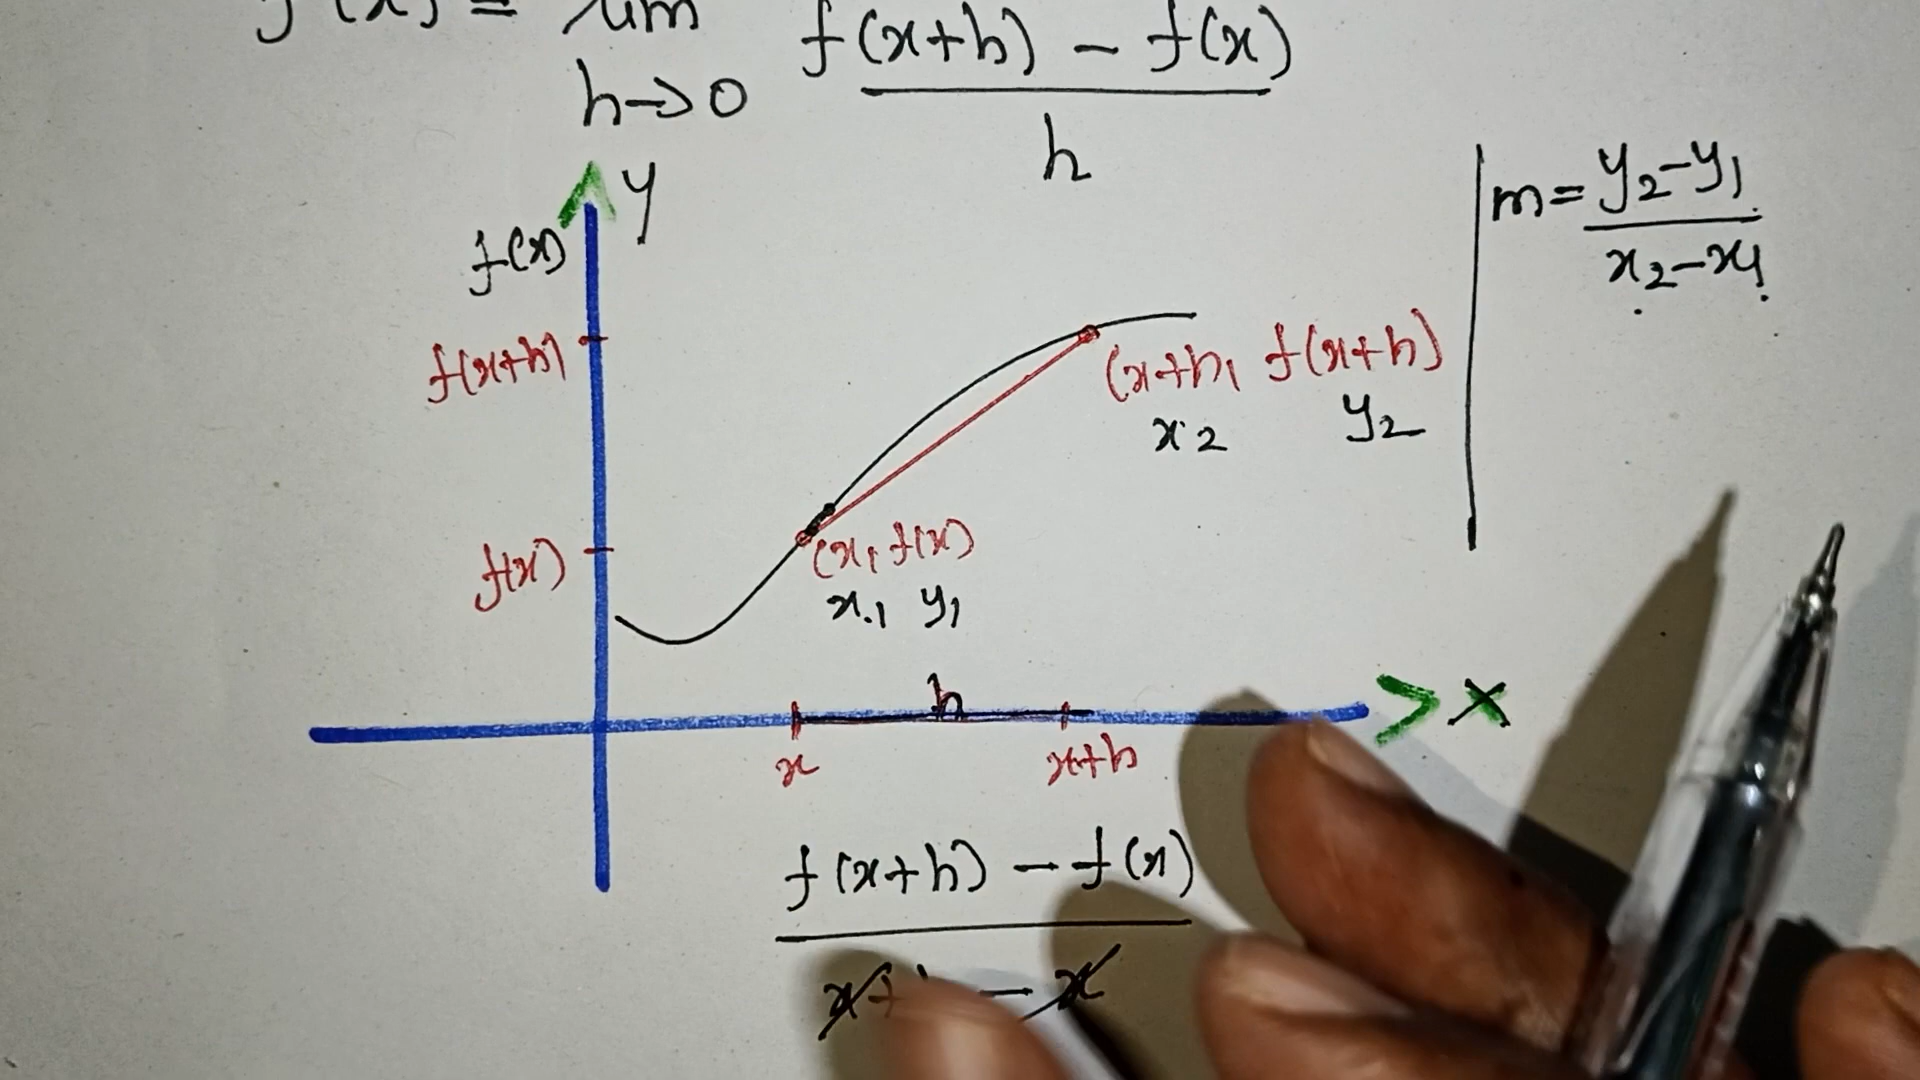 f'(x) = lim f(x+h) - f(x)
h→0 h
y
m = y2-y1
x2-x1
f(x)
f(x+h)
(x+h, f(x+h)
x2 y2
f(x)
(x, f(x)
x1 y1
h
x
x x+h
f(x+h) - f(x)
x+ - x